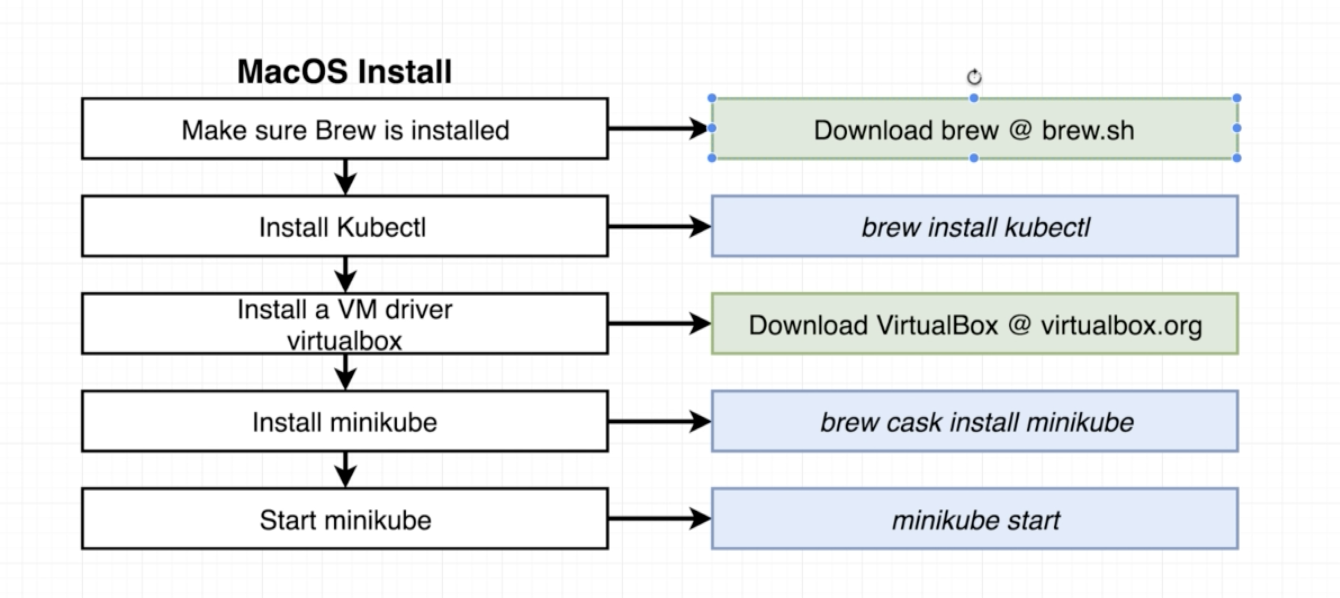 MacOS Install
Make sure Brew is installed
Download brew @ brew.sh
Install Kubectl
brew install kubectl
Install a VM driver
virtualbox
Download VirtualBox @ virtualbox.org
Install minikube
brew cask install minikube
Start minikube
minikube start